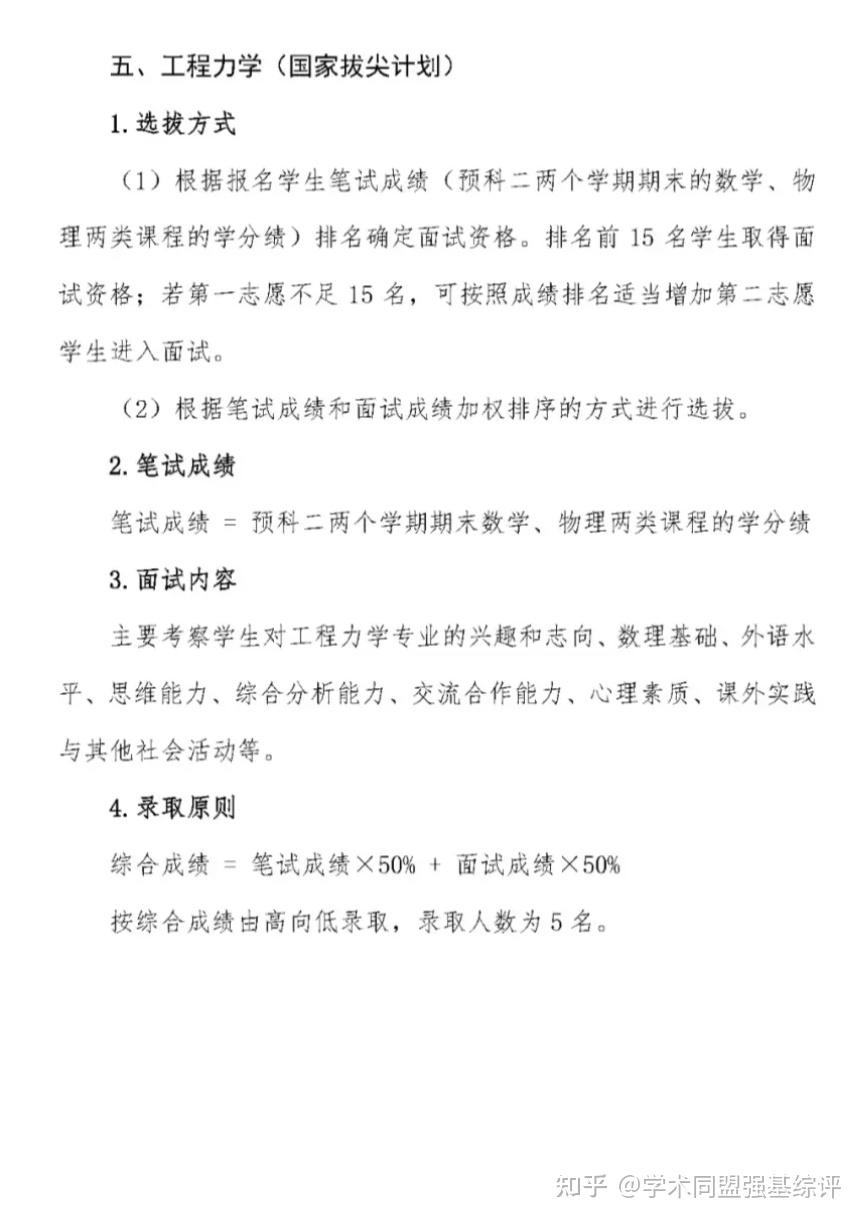 五、工程力学（国家拔尖计划）
1.选拔方式
（1）根据报名学生笔试成绩（预科二两个学期期末的数学、物
理两类课程的学分绩）排名确定面试资格。排名前 15 名学生取得面
试资格；若第一志愿不足 15 名，可按照成绩排名适当增加第二志愿
学生进入面试。
（2）根据笔试成绩和面试成绩加权排序的方式进行选拔。
2.笔试成绩
笔试成绩 = 预科二两个学期期末数学、物理两类课程的学分绩
3.面试内容
主要考察学生对工程力学专业的兴趣和志向、数理基础、外语水
平、思维能力、综合分析能力、交流合作能力、心理素质、课外实践
与其他社会活动等。
4.录取原则
综合成绩 = 笔试成绩×50% + 面试成绩×50%
按综合成绩由高向低录取，录取人数为 5 名。
知乎 @学术同盟强基综评